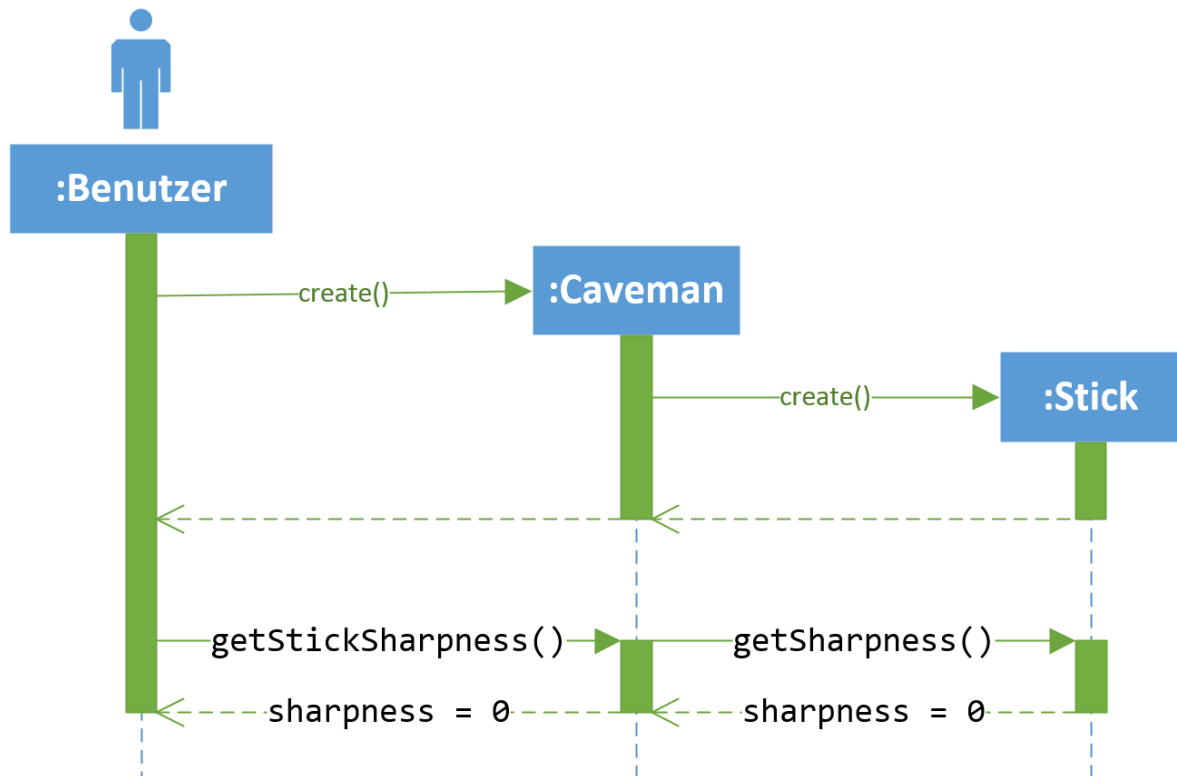 :Benutzer
create()
:Caveman
create()
:Stick
getStickSharpness()
getSharpness()
sharpness = 0
sharpness = 0